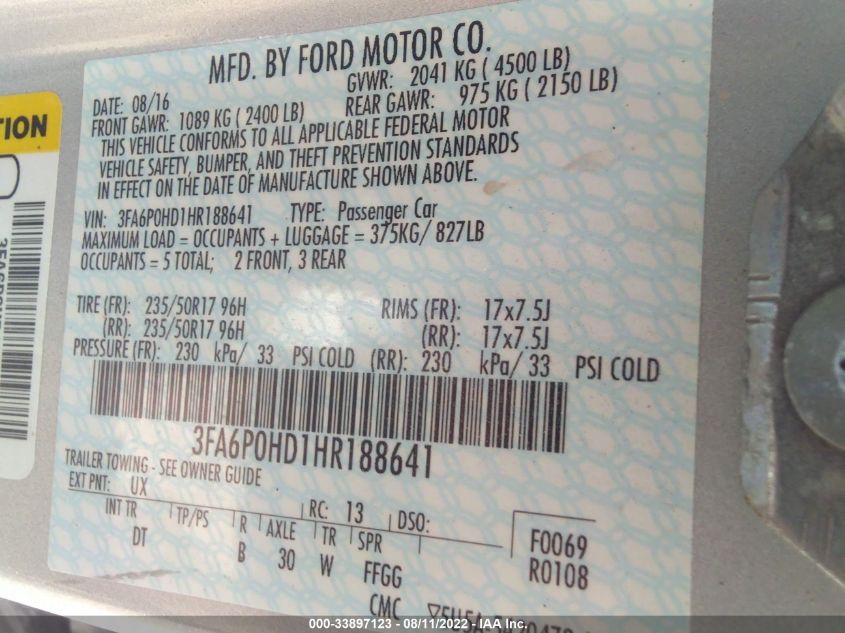 MFD. BY FORD MOTOR CO.
DATE: 08/16 GVWR: 2041 KG ( 4500 LB)
FRONT GAWR: 1089 KG ( 2400 LB) REAR GAWR: 975 KG ( 2150 LB)
THIS VEHICLE CONFORMS TO ALL APPLICABLE FEDERAL MOTOR
VEHICLE SAFETY, BUMPER, AND THEFT PREVENTION STANDARDS
IN EFFECT ON THE DATE OF MANUFACTURE SHOWN ABOVE.
VIN: 3FA6P0HD1HR188641 TYPE: Passenger Car
MAXIMUM LOAD = OCCUPANTS + LUGGAGE = 375KG/ 827LB
OCCUPANTS = 5 TOTAL; 2 FRONT, 3 REAR
TIRE (FR): 235/50R17 96H RIMS (FR): 17x7.5J
(RR): 235/50R17 96H (RR): 17x7.5J
PRESSURE (FR): 230 kPa/ 33 PSI COLD (RR): 230 kPa/ 33 PSI COLD
3FA6P0HD1HR188641
TRAILER TOWING - SEE OWNER GUIDE
EXT PNT: UX RC: 13 DSO:
INT TR TP/PS R AXLE TR SPR F0069
DT B 30 W FFGG R0108
CMC
000-33897123 - 08/11/2022 - IAA Inc.